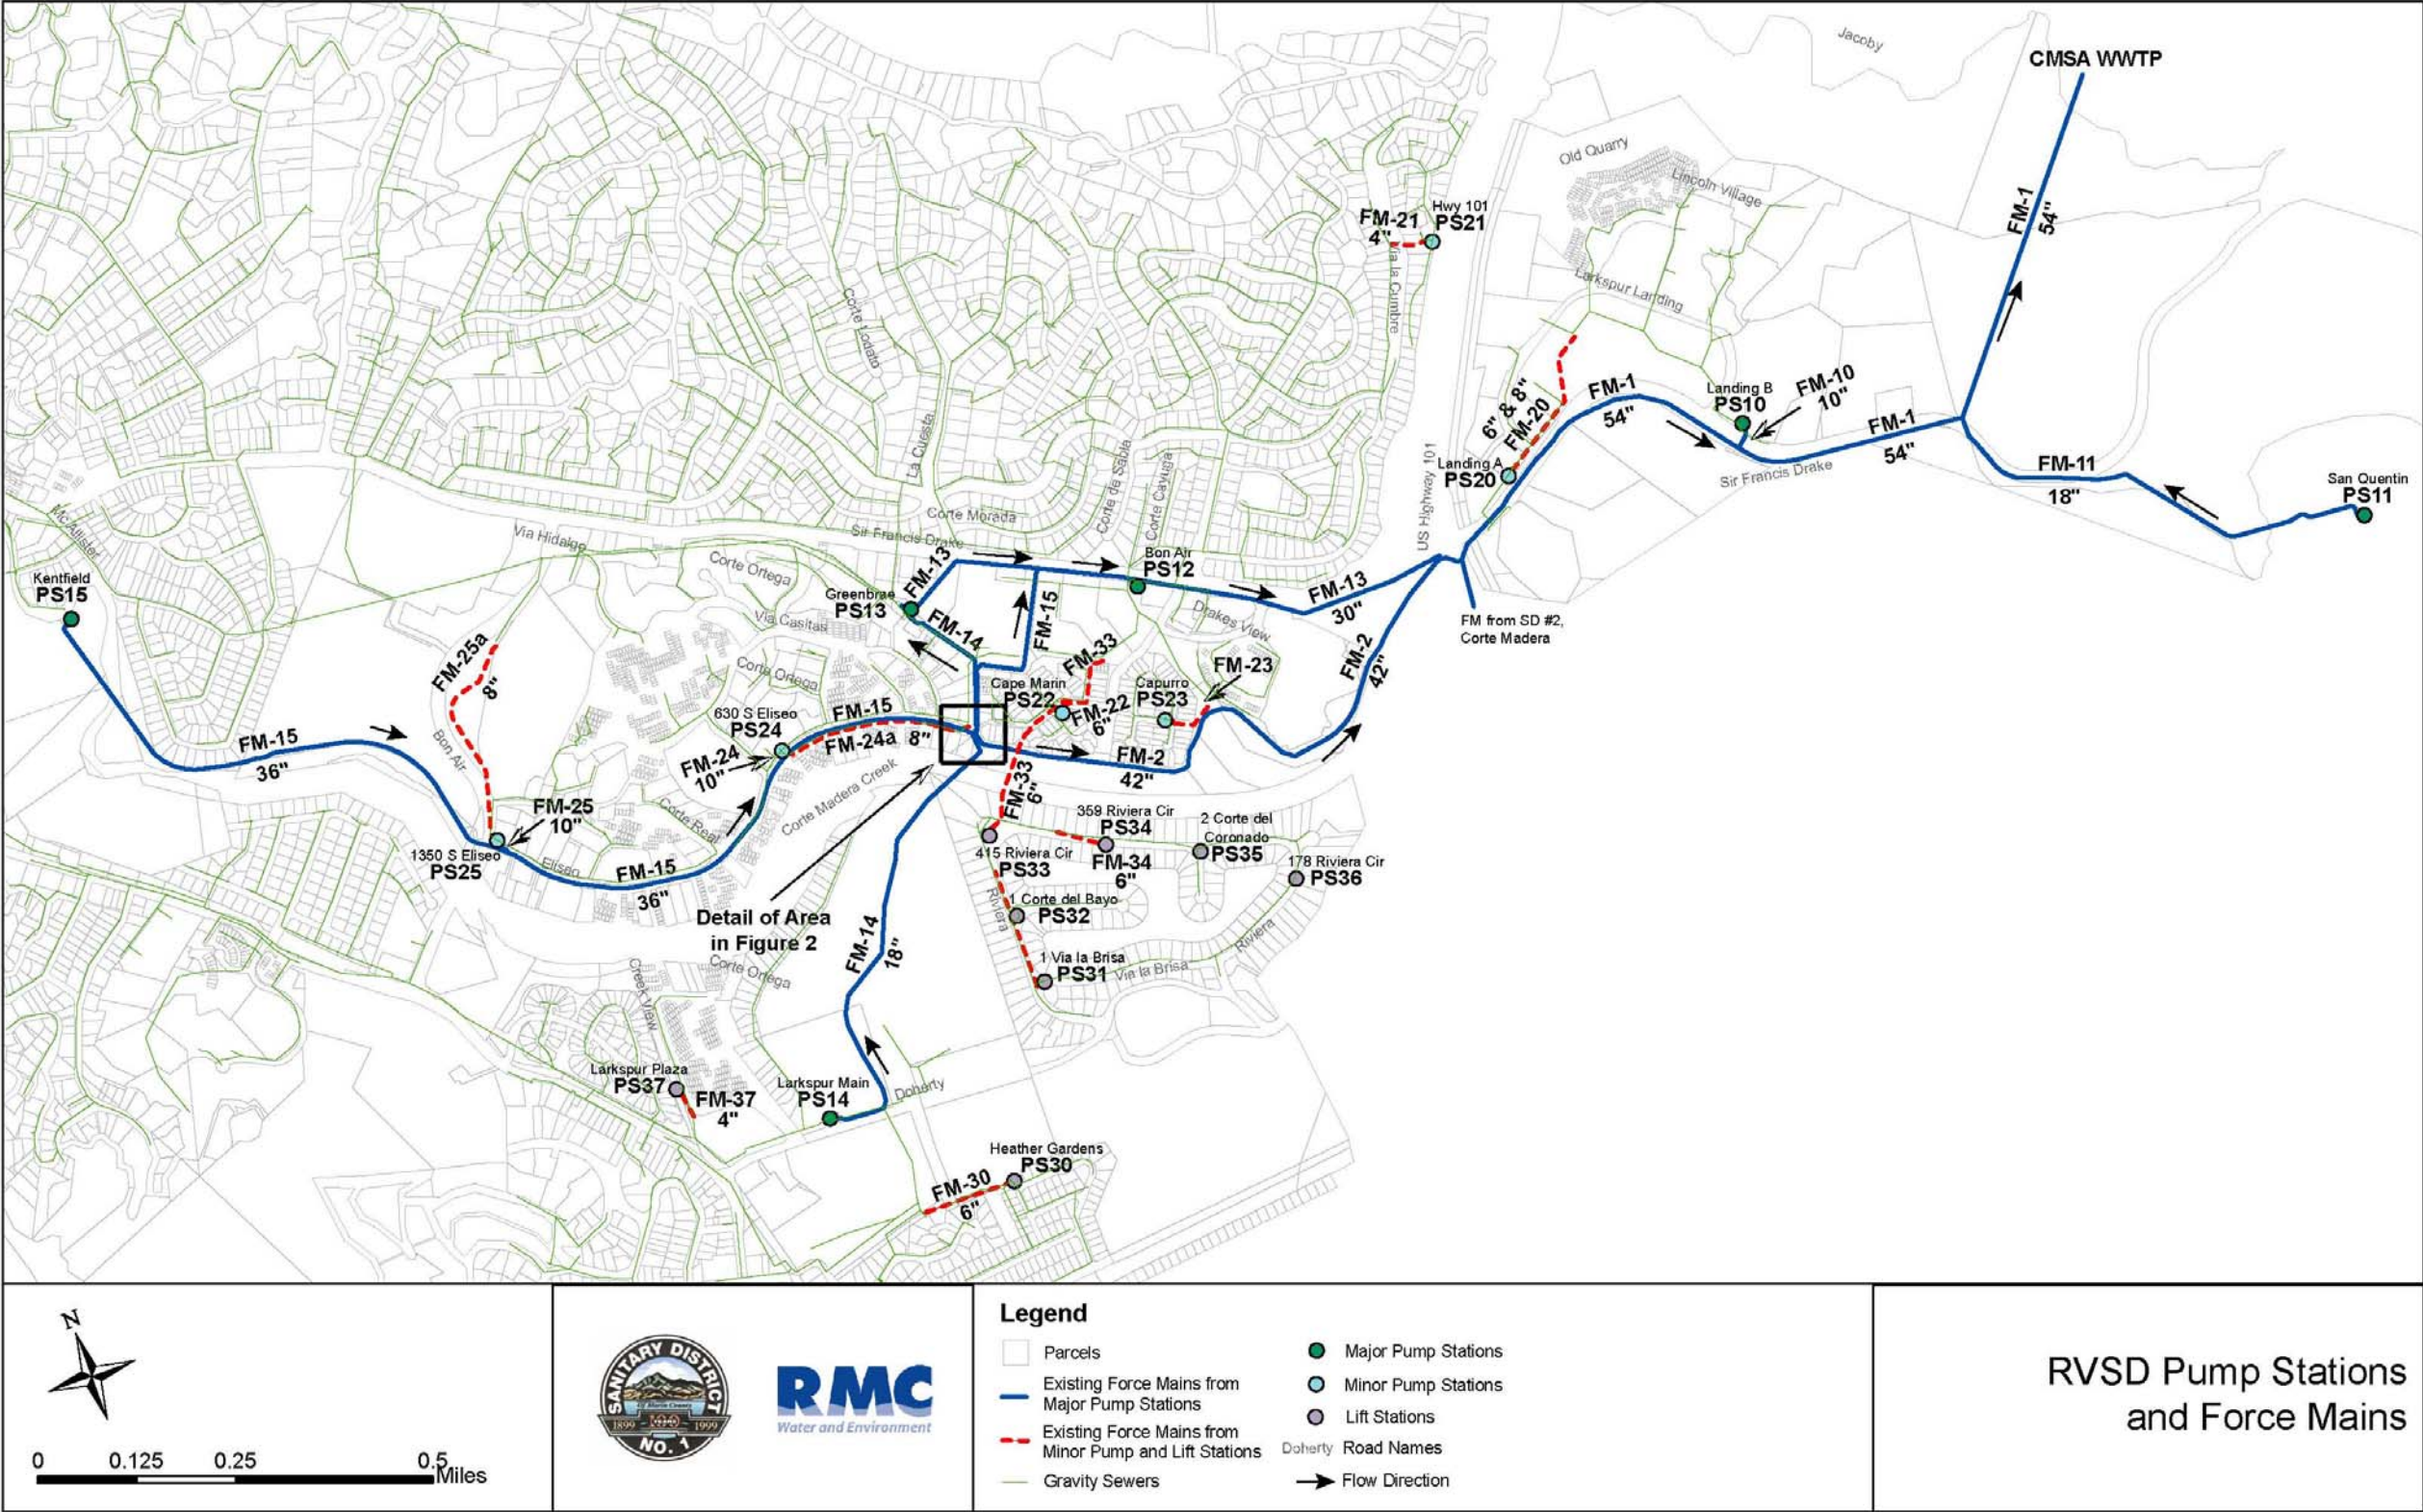 Jacoby
CMSA WWTP
Old Quarry
Lincoln Village
FM-1
54"
Hwy 101
FM-21
PS21
4"
Via la Cumbre
Larkspur Landing
Corte Lodato
La Cuesta
Corte de Sabla
Corte Cayuga
US Highway 101
6" & 8"
FM-20
FM-1
54"
Landing B
PS10
FM-10
10"
FM-1
54"
Landing A
PS20
Sir Francis Drake
FM-11
18"
San Quentin
PS11
Mc Allister
Via Hidalgo
Sir Francis Drake
Corte Morada
Corte Ortega
Bon Air
PS12
Kentfield
PS15
FM-13
Greenbrae
PS13
FM-14
FM-15
FM-13
30"
Via Casitas
Drakes View
FM from SD #2,
Corte Madera
FM-25a
8"
Corte Ortega
FM-33
Cape Marin
PS22
FM-22
6"
Capurro
PS23
FM-23
FM-2
42"
630 S Eliseo
PS24
FM-15
FM-24a 8"
FM-24
10"
FM-2
42"
FM-15
36"
Bon Air
Corte Madera Creek
Corte Real
FM-33
6"
FM-25
10"
1350 S Eliseo
PS25
Eliseo
FM-15
36"
359 Riviera Cir
PS34
2 Corte del
Coronado
PS35
415 Riviera Cir
PS33
FM-34
6"
178 Riviera Cir
PS36
Riviera
1 Corte del Bayo
PS32
Detail of Area
in Figure 2
FM-14
18"
Corte Ortega
Riviera
1 Via la Brisa
PS31
Via la Brisa
Creek View
Larkspur Plaza
PS37
FM-37
4"
Larkspur Main
PS14
Doherty
Heather Gardens
PS30
FM-30
6"
N
0 0.125 0.25 0.5
Miles
SANITARY DISTRICT
1899 1999
NO. 1
RMC
Water and Environment
Legend
Parcels
Existing Force Mains from
Major Pump Stations
Existing Force Mains from
Minor Pump and Lift Stations
Gravity Sewers
Major Pump Stations
Minor Pump Stations
Lift Stations
Doherty Road Names
Flow Direction
RVSD Pump Stations
and Force Mains